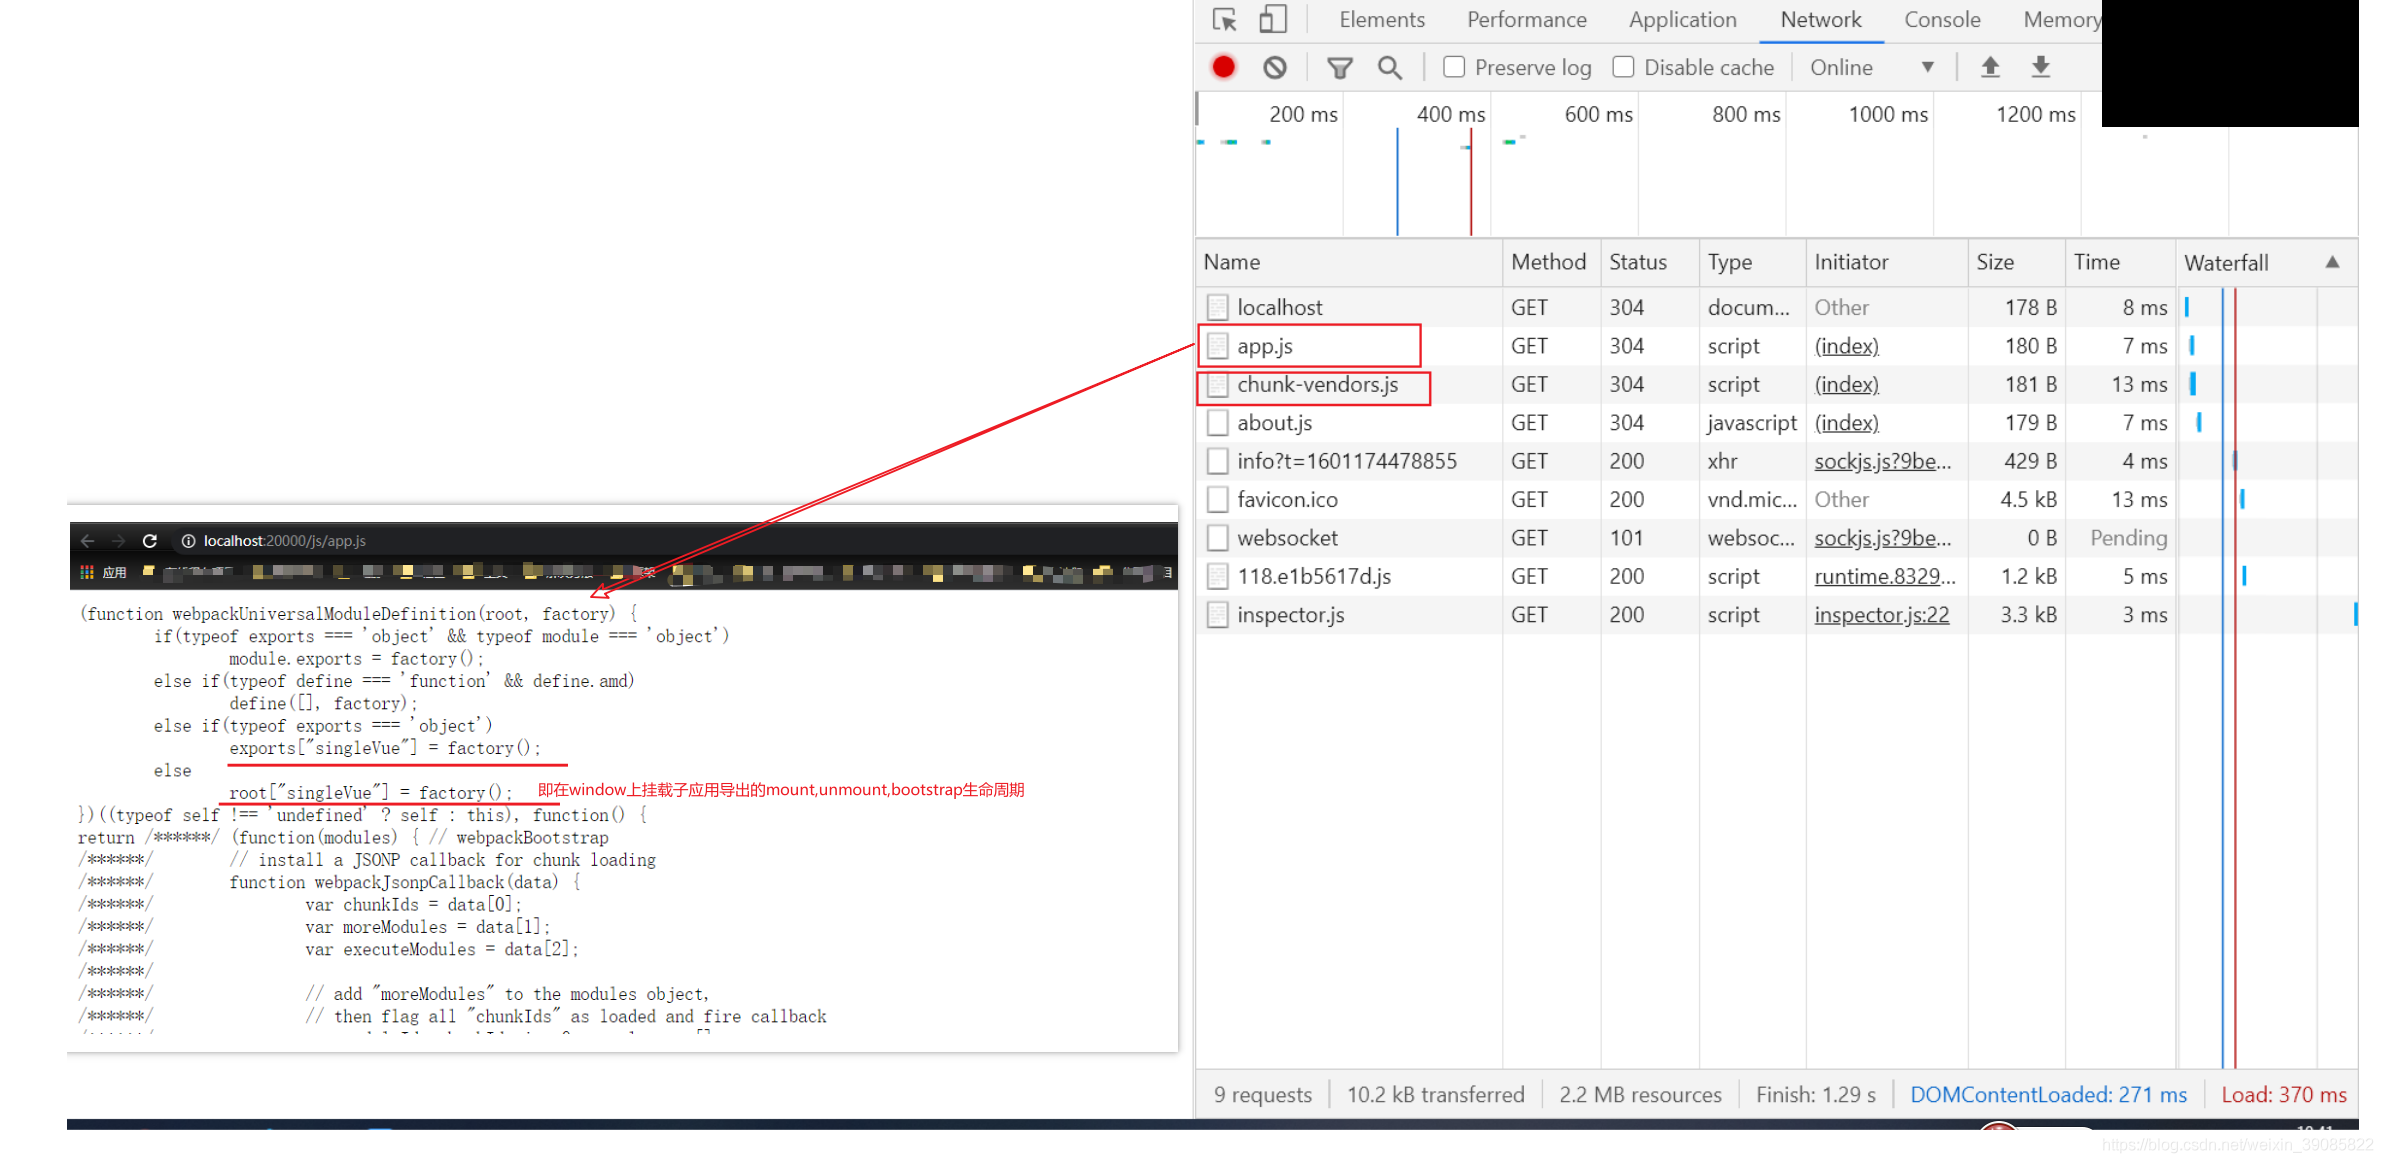 Elements Performance Application Network Console Memory
Preserve log Disable cache Online
200 ms 400 ms 600 ms 800 ms 1000 ms 1200 ms
Name Method Status Type Initiator Size Time Waterfall
localhost GET 304 docum... Other 178 B 8 ms
app.js GET 304 script (index) 180 B 7 ms
chunk-vendors.js GET 304 script (index) 181 B 13 ms
about.js GET 304 javascript (index) 179 B 7 ms
info?t=1601174478855 GET 200 xhr sockjs.js?9be... 429 B 4 ms
favicon.ico GET 200 vnd.mic... Other 4.5 kB 13 ms
websocket GET 101 websoc... sockjs.js?9be... 0 B Pending
118.e1b5617d.js GET 200 script runtime.8329... 1.2 kB 5 ms
inspector.js GET 200 script inspector.js:22 3.3 kB 3 ms
9 requests 10.2 kB transferred 2.2 MB resources Finish: 1.29 s DOMContentLoaded: 271 ms Load: 370 ms
localhost:20000/js/app.js
应用
(function webpackUniversalModuleDefinition(root, factory) {
if(typeof exports === 'object' && typeof module === 'object')
module.exports = factory();
else if(typeof define === 'function' && define.amd)
define([], factory);
else if(typeof exports === 'object')
exports["singleVue"] = factory();
else
root["singleVue"] = factory(); 即在window上挂载子应用导出的mount,unmount,bootstrap生命周期
})((typeof self !== 'undefined' ? self : this), function() {
return /******/ (function(modules) { // webpackBootstrap
/******/ // install a JSONP callback for chunk loading
/******/ function webpackJsonpCallback(data) {
/******/ var chunkIds = data[0];
/******/ var moreModules = data[1];
/******/ var executeModules = data[2];
/******/
/******/ // add "moreModules" to the modules object,
/******/ // then flag all "chunkIds" as loaded and fire callback
https://blog.csdn.net/weixin_39085822